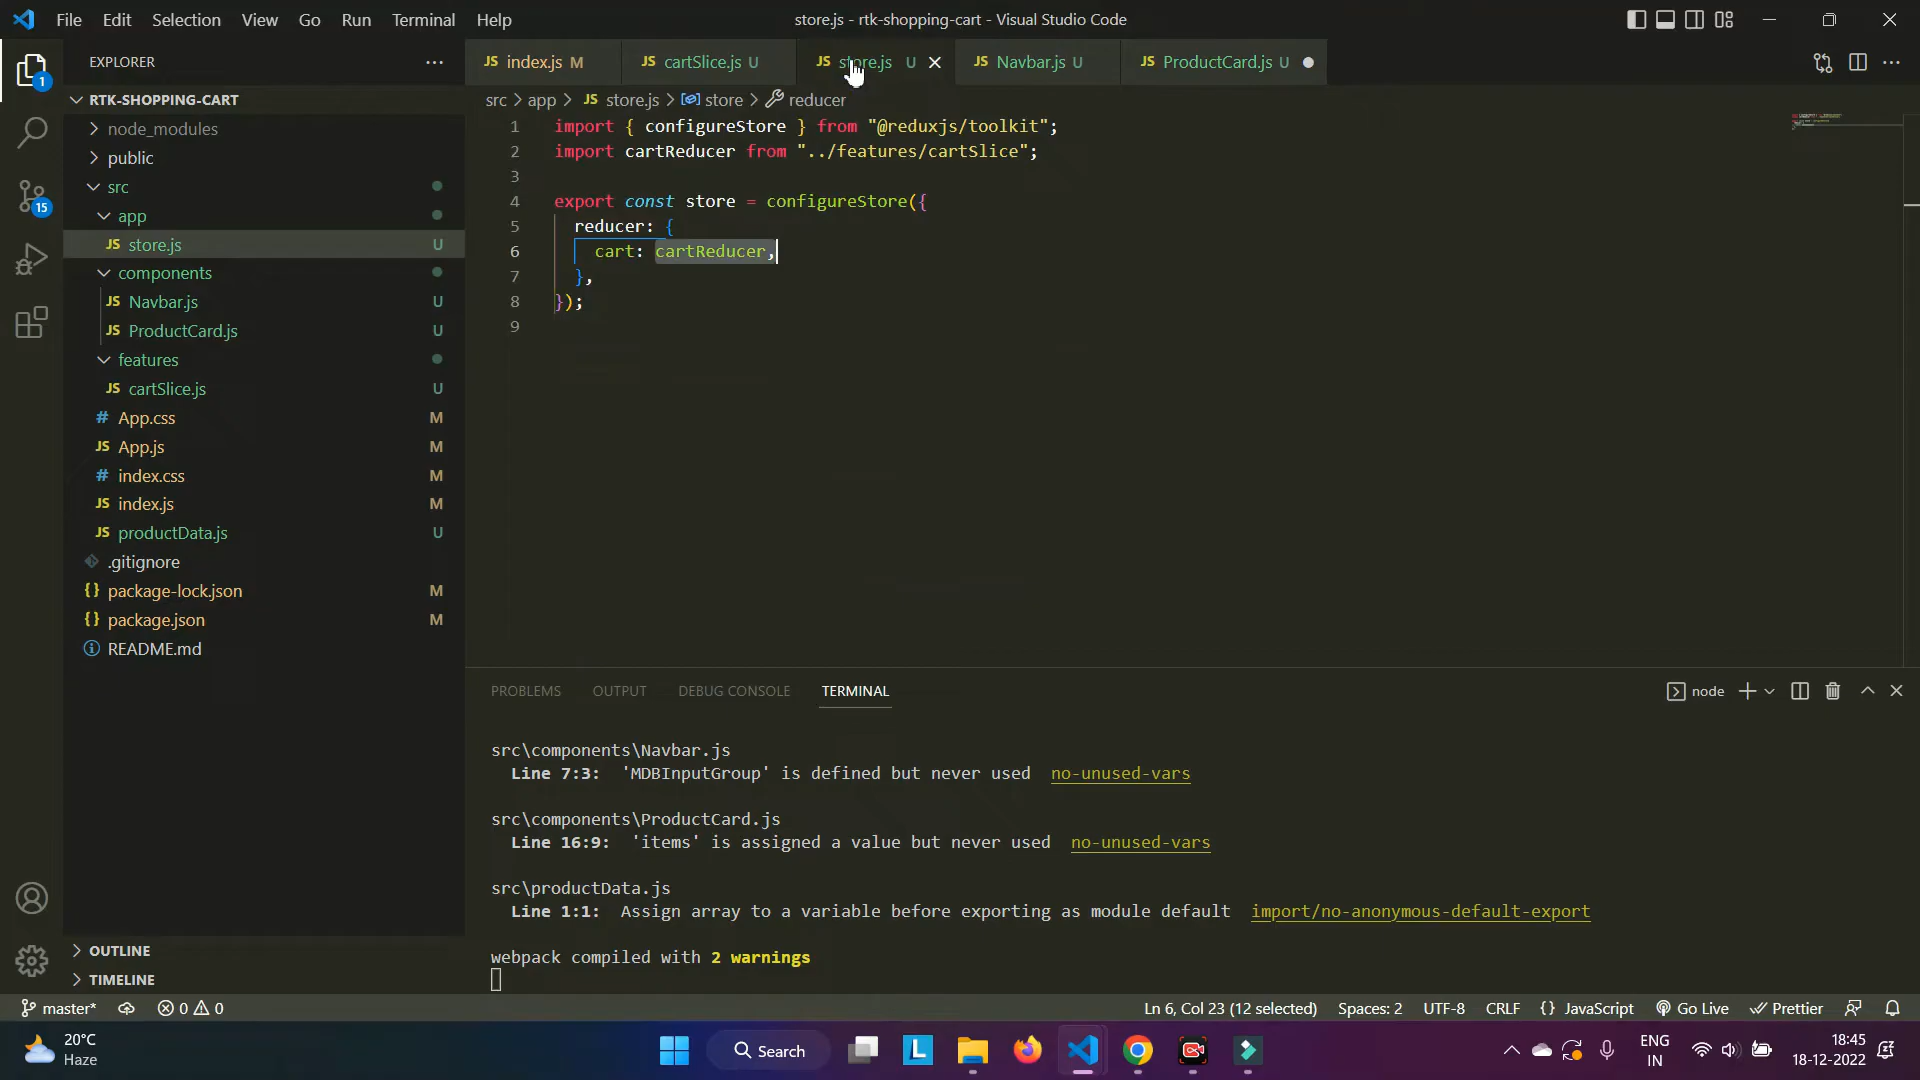 File Edit Selection View Go Run Terminal Help
store.js - rtk-shopping-cart - Visual Studio Code
EXPLORER
1
RTK-SHOPPING-CART
node_modules
public
src
app
JS store.js U
components
JS Navbar.js U
JS ProductCard.js U
features
JS cartSlice.js U
# App.css M
JS App.js M
# index.css M
JS index.js M
JS productData.js U
.gitignore
{} package-lock.json M
{} package.json M
README.md
15
OUTLINE
TIMELINE
JS index.js M JS cartSlice.js U JS store.js U JS Navbar.js U JS ProductCard.js U
src > app > JS store.js > store > reducer
1 import { configureStore } from "@reduxjs/toolkit";
2 import cartReducer from "../features/cartSlice";
3
4 export const store = configureStore({
5 reducer: {
6 cart: cartReducer,
7 },
8 });
9
PROBLEMS OUTPUT DEBUG CONSOLE TERMINAL
node
src\components\Navbar.js
Line 7:3: 'MDBInputGroup' is defined but never used no-unused-vars
src\components\ProductCard.js
Line 16:9: 'items' is assigned a value but never used no-unused-vars
src\productData.js
Line 1:1: Assign array to a variable before exporting as module default import/no-anonymous-default-export
webpack compiled with 2 warnings
master* 0 0 Ln 6, Col 23 (12 selected) Spaces: 2 UTF-8 CRLF {} JavaScript Go Live Prettier
20°C
Haze
Search
L
ENG
IN
18:45
18-12-2022